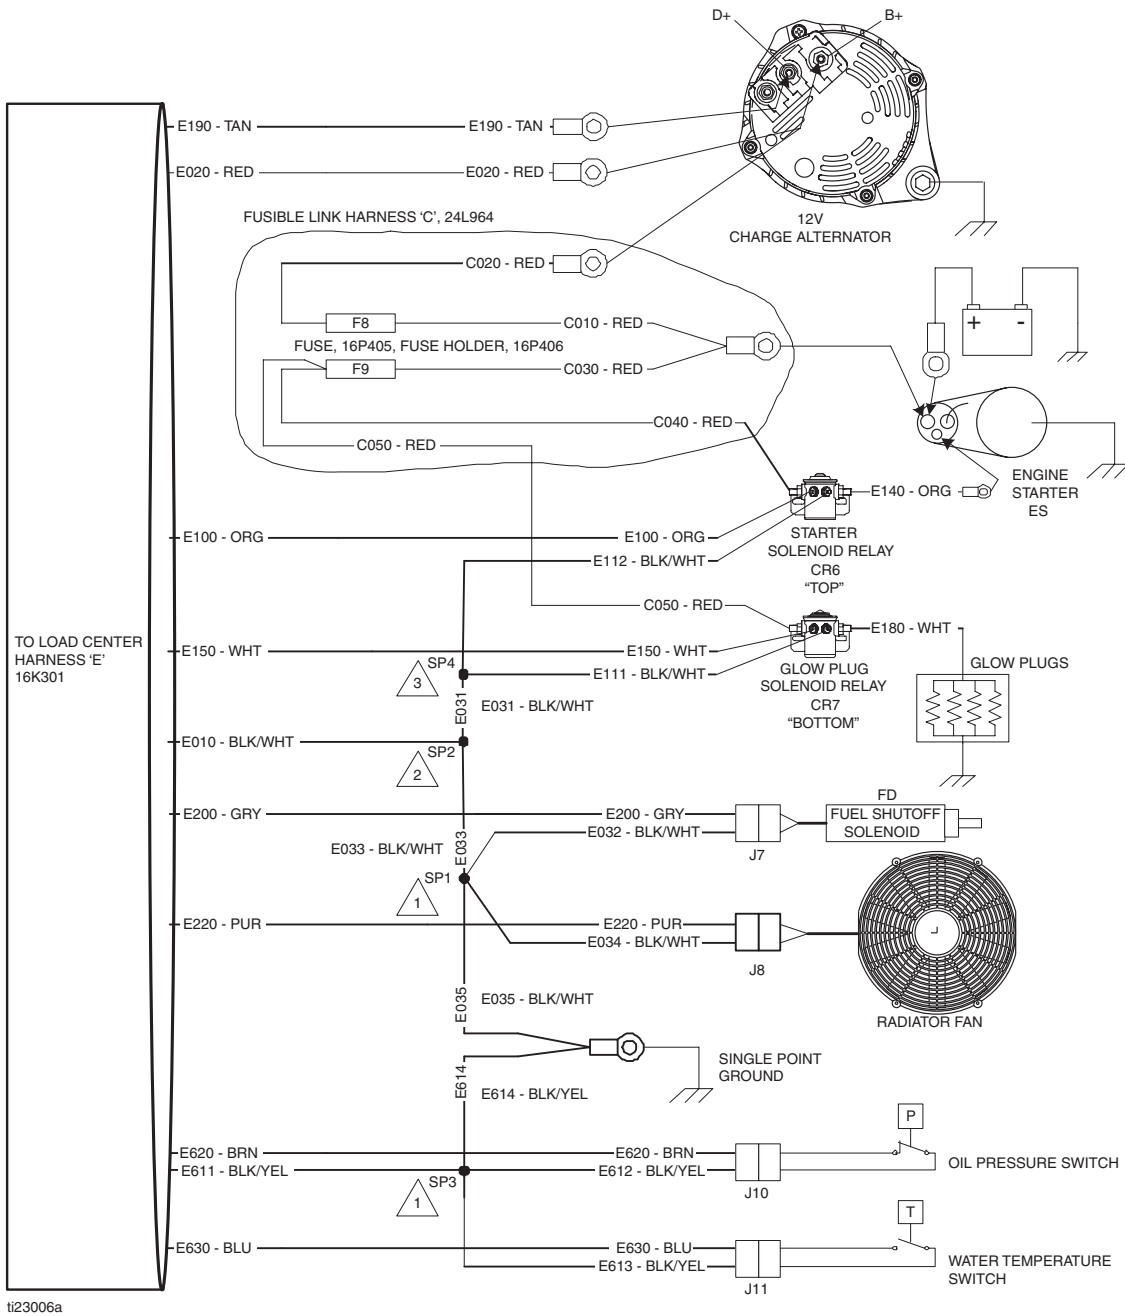 D+
B+
E190 - TAN
E190 - TAN
E020 - RED
E020 - RED
12V
CHARGE ALTERNATOR
FUSIBLE LINK HARNESS ‘C’, 24L964
C020 - RED
F8
C010 - RED
+
-
FUSE, 16P405, FUSE HOLDER, 16P406
F9
C030 - RED
C040 - RED
C050 - RED
ENGINE
STARTER
ES
E140 - ORG
E100 - ORG
E100 - ORG
STARTER
SOLENOID RELAY
CR6
“TOP”
E112 - BLK/WHT
C050 - RED
E180 - WHT
TO LOAD CENTER
HARNESS ‘E’
16K301
E150 - WHT
E150 - WHT
SP4
3
E111 - BLK/WHT
GLOW PLUG
SOLENOID RELAY
CR7
“BOTTOM”
GLOW PLUGS
E031
E031 - BLK/WHT
E010 - BLK/WHT
SP2
2
E200 - GRY
E200 - GRY
FD
FUEL SHUTOFF
SOLENOID
E032 - BLK/WHT
J7
E033 - BLK/WHT
E033
SP1
1
E220 - PUR
E220 - PUR
E034 - BLK/WHT
J8
RADIATOR FAN
E035
E035 - BLK/WHT
SINGLE POINT
GROUND
E614
E614 - BLK/YEL
P
E620 - BRN
E620 - BRN
E611 - BLK/YEL
E612 - BLK/YEL
OIL PRESSURE SWITCH
SP3
1
J10
T
E630 - BLU
E630 - BLU
E613 - BLK/YEL
WATER TEMPERATURE
SWITCH
J11
ti23006a